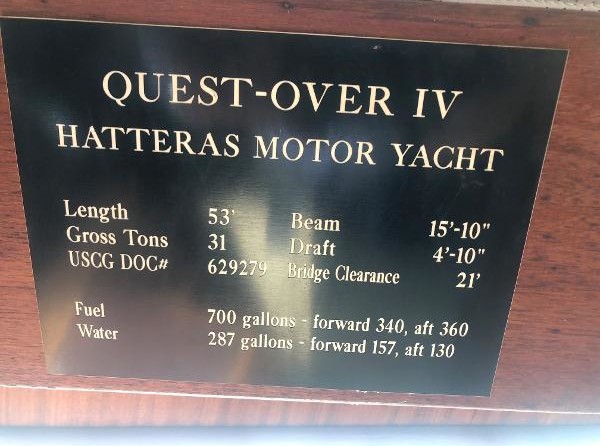 QUEST-OVER IV
HATTERAS MOTOR YACHT
Length 53' Beam 15'-10"
Gross Tons 31 Draft 4'-10"
USCG DOC# 629279 Bridge Clearance 21'
Fuel 700 gallons - forward 340, aft 360
Water 287 gallons - forward 157, aft 130